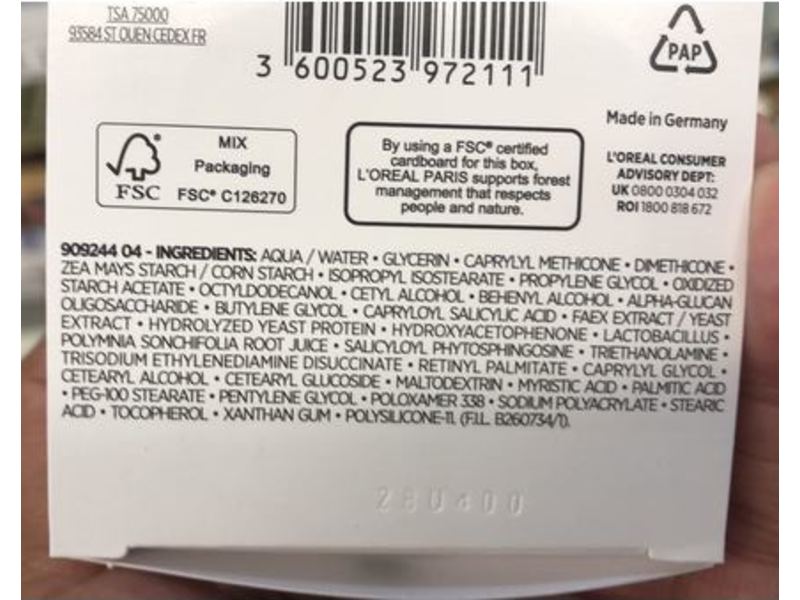 TSA 75000
93584 ST OUEN CEDEX FR
3 600523 972111
PAP
Made in Germany
FSC
MIX
Packaging
FSC® C126270
By using a FSC® certified
cardboard for this box,
L'OREAL PARIS supports forest
management that respects
people and nature.
L'OREAL CONSUMER
ADVISORY DEPT:
UK 0800 0304 032
ROI 1800 818 672
909244 04 - INGREDIENTS: AQUA / WATER • GLYCERIN • CAPRYLYL METHICONE • DIMETHICONE •
ZEA MAYS STARCH / CORN STARCH • ISOPROPYL ISOSTEARATE • PROPYLENE GLYCOL • OXIDIZED
STARCH ACETATE • OCTYLDODECANOL • CETYL ALCOHOL • BEHENYL ALCOHOL • ALPHA-GLUCAN
OLIGOSACCHARIDE • BUTYLENE GLYCOL • CAPRYLOYL SALICYLIC ACID • FAEX EXTRACT / YEAST
EXTRACT • HYDROLYZED YEAST PROTEIN • HYDROXYACETOPHENONE • LACTOBACILLUS •
POLYMNIA SONCHIFOLIA ROOT JUICE • SALICYLOYL PHYTOSPHINGOSINE • TRIETHANOLAMINE •
TRISODIUM ETHYLENEDIAMINE DISUCCINATE • RETINYL PALMITATE • CAPRYLYL GLYCOL •
CETEARYL ALCOHOL • CETEARYL GLUCOSIDE • MALTODEXTRIN • MYRISTIC ACID • PALMITIC ACID
• PEG-100 STEARATE • PENTYLENE GLYCOL • POLOXAMER 338 • SODIUM POLYACRYLATE • STEARIC
ACID • TOCOPHEROL • XANTHAN GUM • POLYSILICONE-11. (F.I.L. B260734/1).